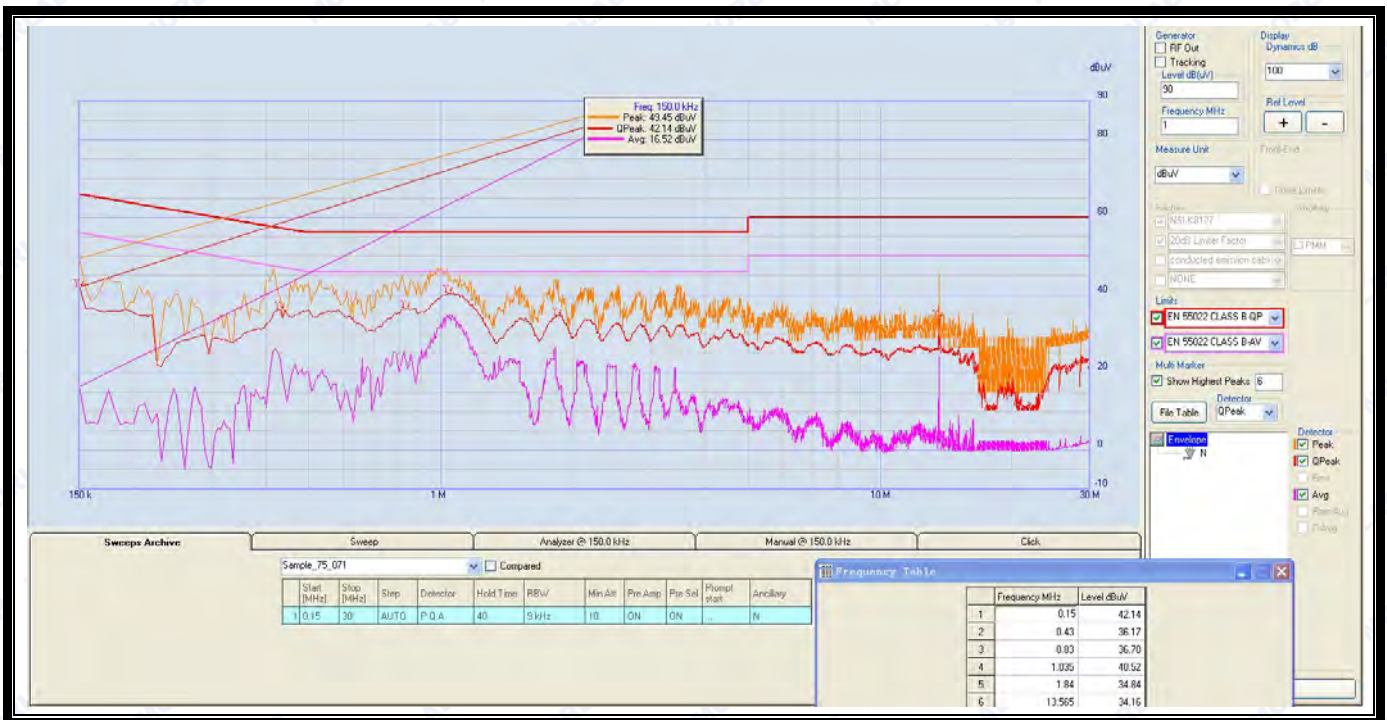 Generator
RF Out
Tracking
Level dB(uV)
90
Frequency MHz
1
Display
Dynamics dB
100
Ref Level
+ -
Measure Unit
dBuV
Front-End
NSLK8127
20dB Limiter Factor
conducted emission cab
NONE
L3 PMM
Limits
EN 55022 CLASS B-QP
EN 55022 CLASS B-AV
Multi Marker
Show Highest Peaks 6
Detector
File Table QPeak
Envelope
N
Detector
Peak
QPeak
Avg
dBuV
90
80
60
40
20
0
-10
Freq: 150.0 kHz
Peak: 49.45 dBuV
QPeak: 42.14 dBuV
Avg: 16.52 dBuV
150 k 1 M 10 M 30 M
Sweeps Archive Sweep Analyzer @ 150.0 kHz Manual @ 150.0 kHz Click
Sample_75_071 Compared
Start [MHz] Stop [MHz] Step Detector Hold Time RBW Min Att Pre Amp Pre Sel Prompt start Ancillary
1 0.15 30 AUTO P Q A 40 9 kHz 10 ON ON ... N
Frequency Table
Frequency MHz Level dBuV
1 0.15 42.14
2 0.43 36.17
3 0.83 36.70
4 1.035 40.52
5 1.84 34.84
6 13.565 34.16